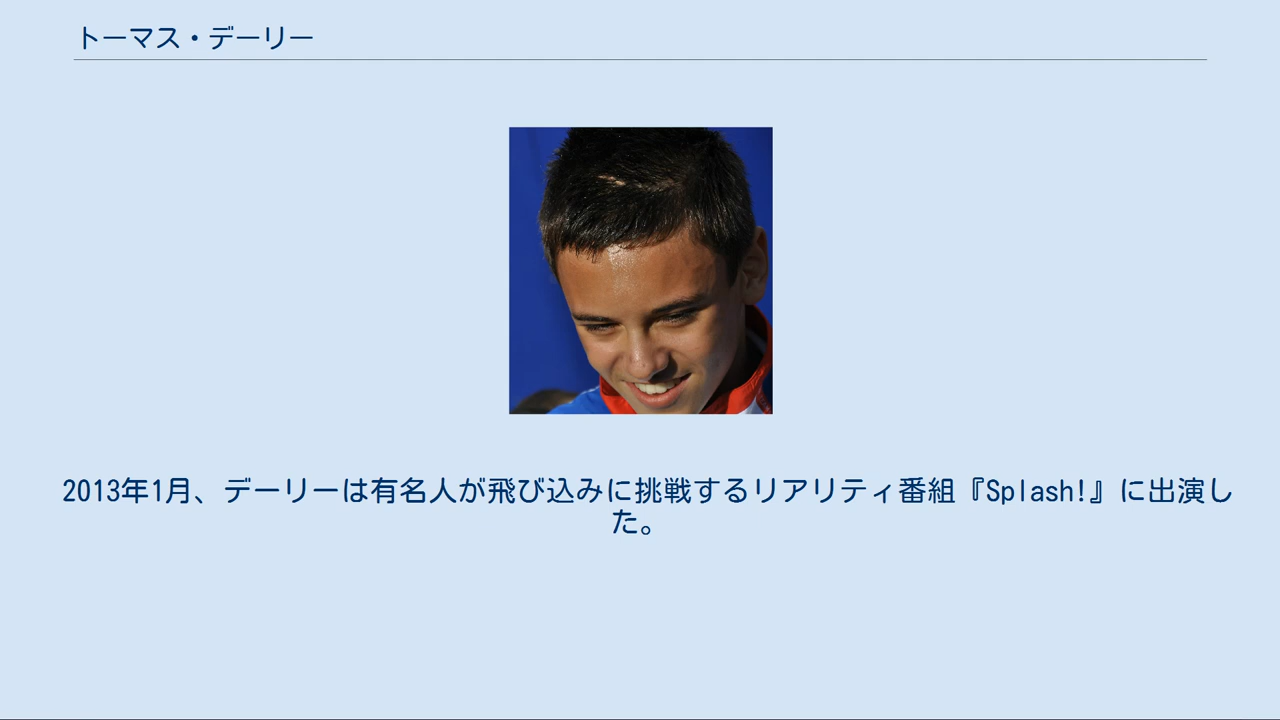 トーマス・デーリー
2013年1月、デーリーは有名人が飛び込みに挑戦するリアリティ番組『Splash!』に出演し
た。